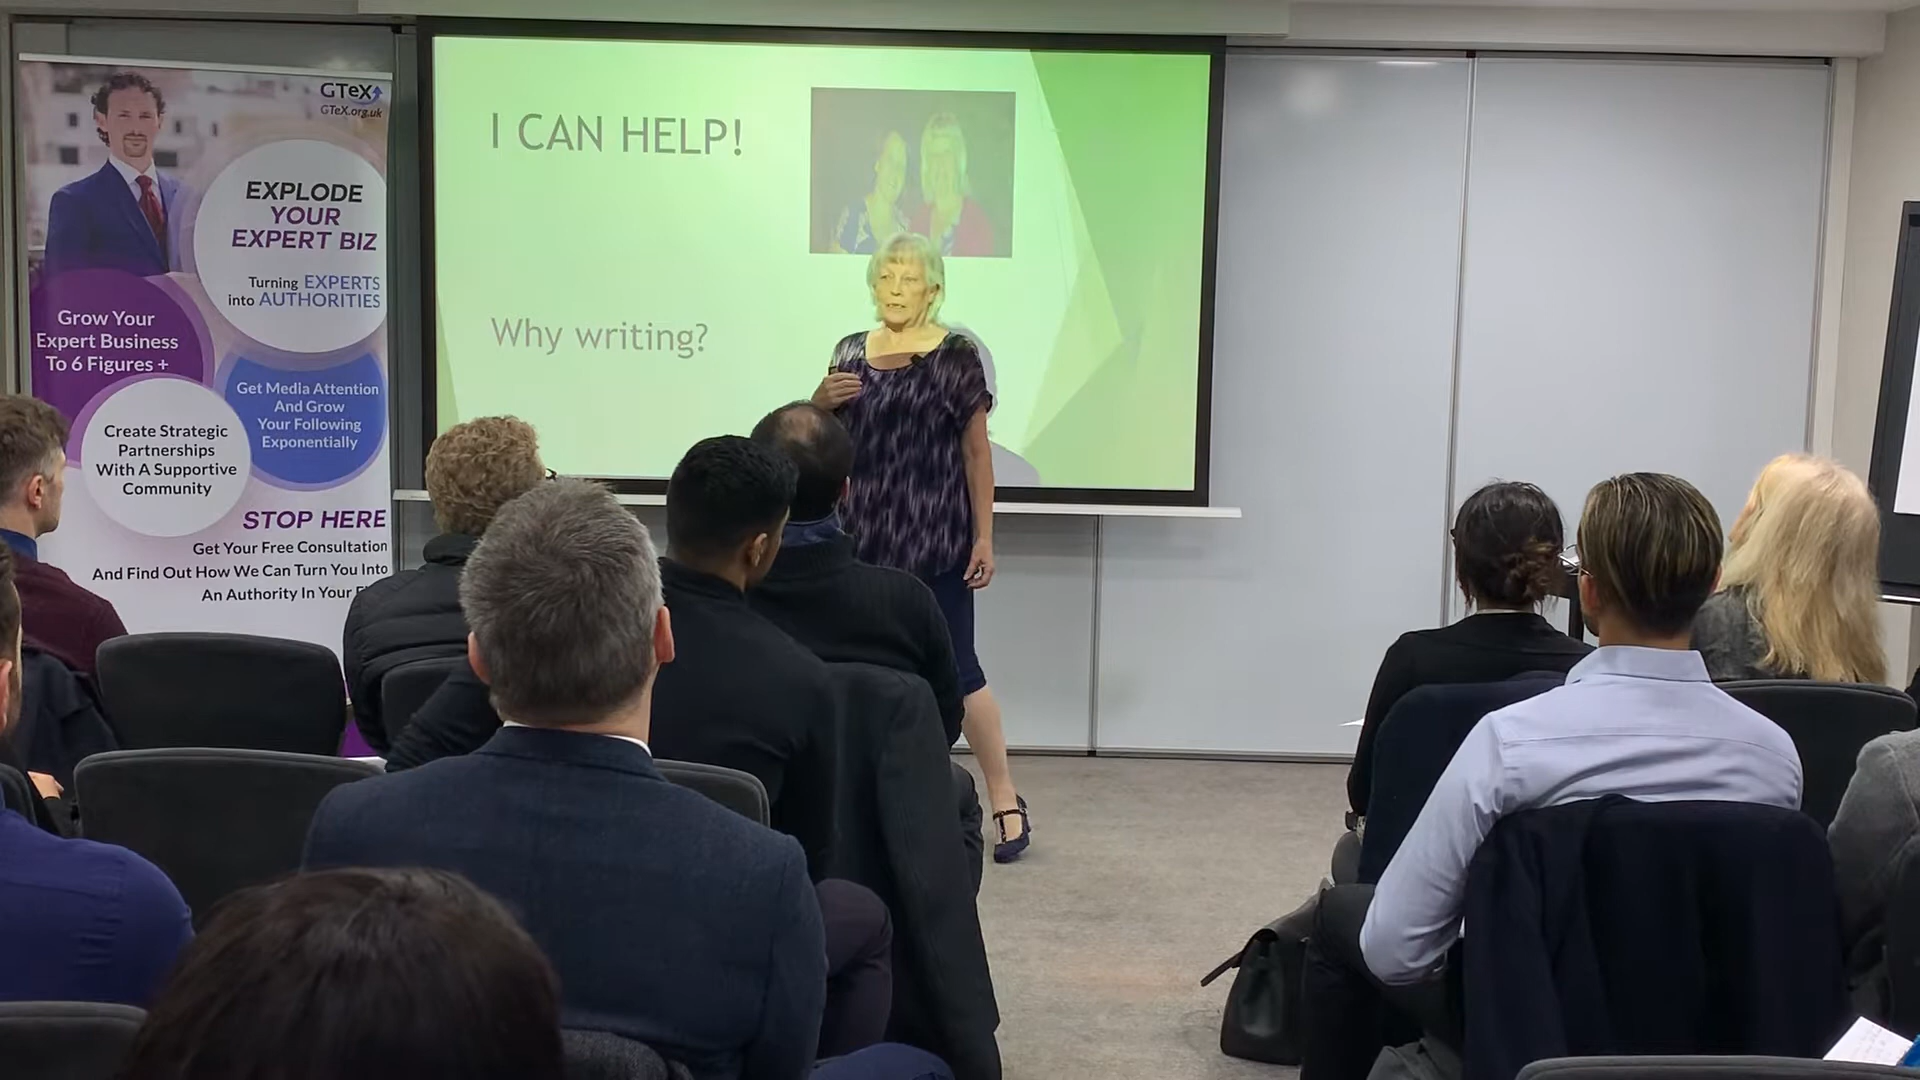 GTeX
GTeX.org.uk
EXPLODE
YOUR
EXPERT BIZ
Turning EXPERTS
into AUTHORITIES
Grow Your
Expert Business
To 6 Figures +
Get Media Attention
And Grow
Your Following
Exponentially
Create Strategic
Partnerships
With A Supportive
Community
STOP HERE
Get Your Free Consultation
And Find Out How We Can Turn You Into
An Authority In Your
I CAN HELP!
Why writing?